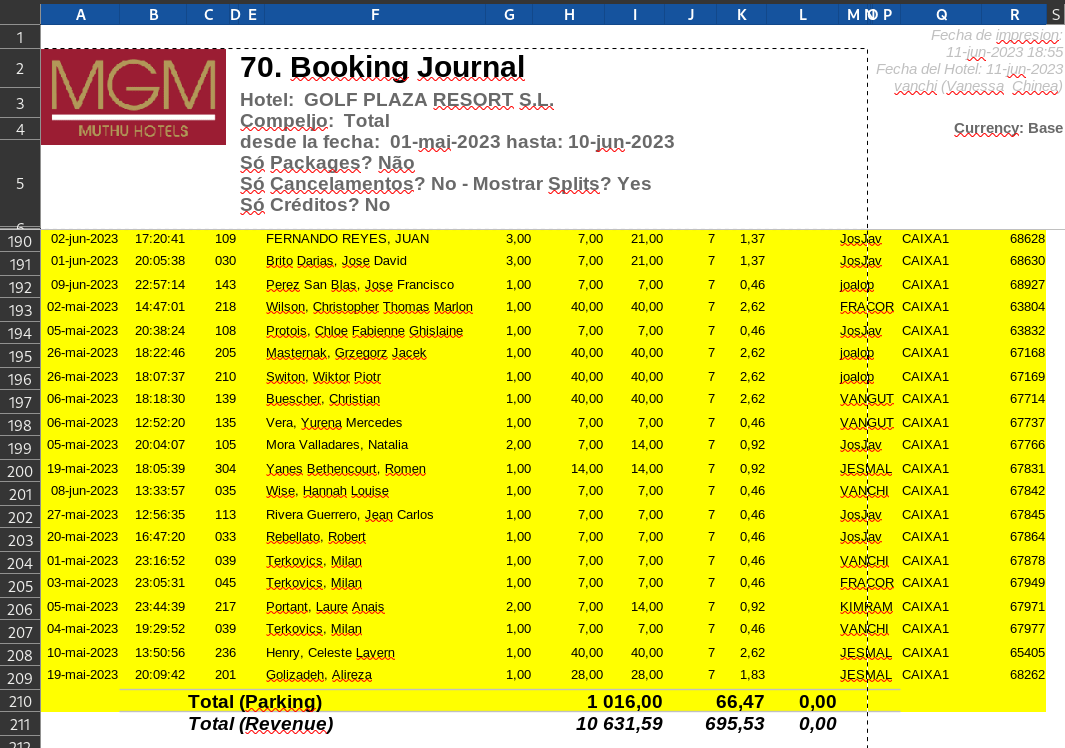 A B C D E F G H I J K L M N O P Q R S
1 Fecha de impresion:
11-jun-2023 18:55
2 70. Booking Journal Fecha del Hotel: 11-jun-2023
MGM
MUTHU HOTELS
vanchi (Vanessa Chinea)
3 Hotel: GOLF PLAZA RESORT S.L.
4 Compeljo: Total Currency: Base
desde la fecha: 01-mai-2023 hasta: 10-jun-2023
Só Packages? Não
5 Só Cancelamentos? No - Mostrar Splits? Yes
Só Créditos? No
6
190 02-jun-2023 17:20:41 109 FERNANDO REYES, JUAN 3,00 7,00 21,00 7 1,37 JosJav CAIXA1 68628
191 01-jun-2023 20:05:38 030 Brito Darias, Jose David 3,00 7,00 21,00 7 1,37 JosJav CAIXA1 68630
192 09-jun-2023 22:57:14 143 Perez San Blas, Jose Francisco 1,00 7,00 7,00 7 0,46 joalop CAIXA1 68927
193 02-mai-2023 14:47:01 218 Wilson, Christopher Thomas Marlon 1,00 40,00 40,00 7 2,62 FRACOR CAIXA1 63804
194 05-mai-2023 20:38:24 108 Protois, Chloe Fabienne Ghislaine 1,00 7,00 7,00 7 0,46 JosJav CAIXA1 63832
195 26-mai-2023 18:22:46 205 Masternak, Grzegorz Jacek 1,00 40,00 40,00 7 2,62 joalop CAIXA1 67168
196 26-mai-2023 18:07:37 210 Switon, Wiktor Piotr 1,00 40,00 40,00 7 2,62 joalop CAIXA1 67169
197 06-mai-2023 18:18:30 139 Buescher, Christian 1,00 40,00 40,00 7 2,62 VANGUT CAIXA1 67714
198 06-mai-2023 12:52:20 135 Vera, Yurena Mercedes 1,00 7,00 7,00 7 0,46 VANGUT CAIXA1 67737
199 05-mai-2023 20:04:07 105 Mora Valladares, Natalia 2,00 7,00 14,00 7 0,92 JosJav CAIXA1 67766
200 19-mai-2023 18:05:39 304 Yanes Bethencourt, Romen 1,00 14,00 14,00 7 0,92 JESMAL CAIXA1 67831
201 08-jun-2023 13:33:57 035 Wise, Hannah Louise 1,00 7,00 7,00 7 0,46 VANCHI CAIXA1 67842
202 27-mai-2023 12:56:35 113 Rivera Guerrero, Jean Carlos 1,00 7,00 7,00 7 0,46 JosJav CAIXA1 67845
203 20-mai-2023 16:47:20 033 Rebellato, Robert 1,00 7,00 7,00 7 0,46 JosJav CAIXA1 67864
204 01-mai-2023 23:16:52 039 Terkovics, Milan 1,00 7,00 7,00 7 0,46 VANCHI CAIXA1 67878
205 03-mai-2023 23:05:31 045 Terkovics, Milan 1,00 7,00 7,00 7 0,46 FRACOR CAIXA1 67949
206 05-mai-2023 23:44:39 217 Portant, Laure Anais 2,00 7,00 14,00 7 0,92 KIMRAM CAIXA1 67971
207 04-mai-2023 19:29:52 039 Terkovics, Milan 1,00 7,00 7,00 7 0,46 VANCHI CAIXA1 67977
208 10-mai-2023 13:50:56 236 Henry, Celeste Lavern 1,00 40,00 40,00 7 2,62 JESMAL CAIXA1 65405
209 19-mai-2023 20:09:42 201 Golizadeh, Alireza 1,00 28,00 28,00 7 1,83 JESMAL CAIXA1 68262
210 Total (Parking) 1 016,00 66,47 0,00
211 Total (Revenue) 10 631,59 695,53 0,00
212